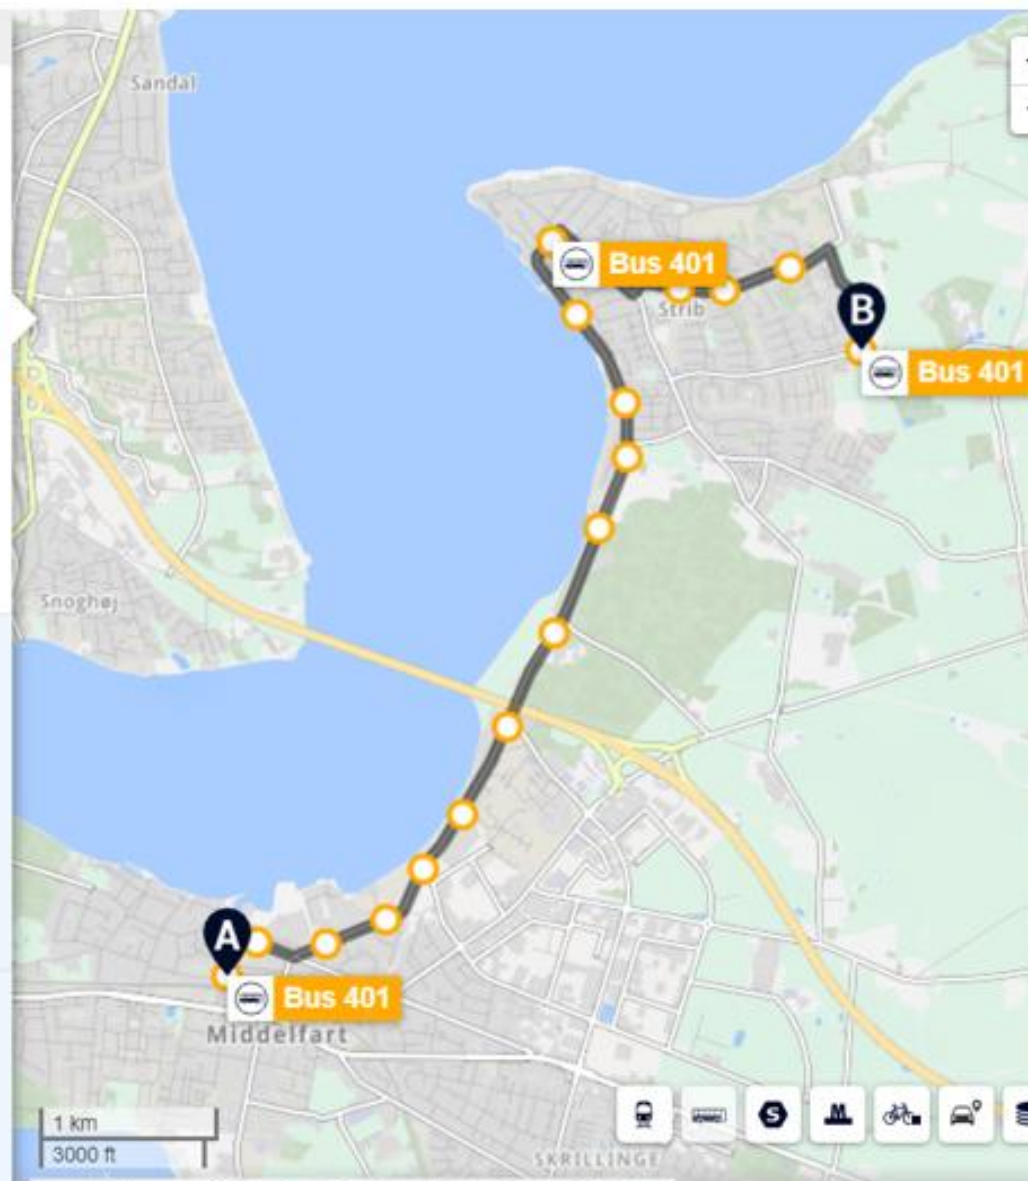 Sandal
Bus 401
Strib
B
Bus 401
Snoghøj
A
Bus 401
Middelfart
1 km
3000 ft
S
M
SKRILLINGE